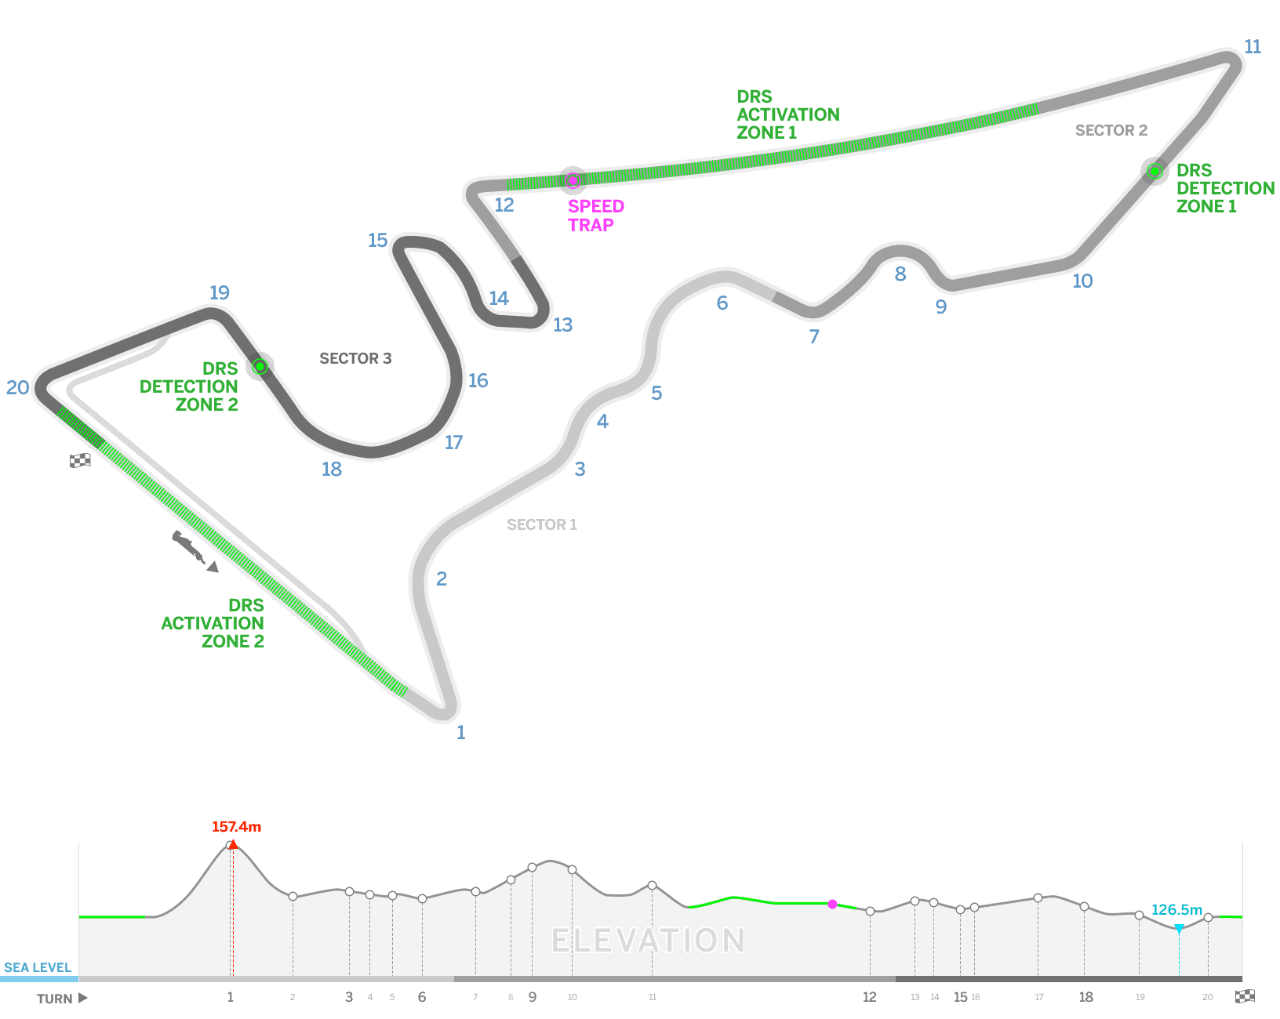 11
DRS
ACTIVATION
ZONE 1
SECTOR 2
DRS
DETECTION
ZONE 1
12
SPEED
TRAP
15
8
10
19
14
6
9
13
7
SECTOR 3
DRS
DETECTION
ZONE 2
16
20
5
4
17
18
3
SECTOR 1
2
DRS
ACTIVATION
ZONE 2
1
157.4m
126.5m
ELEVATION
SEA LEVEL
TURN 1 2 3 4 5 6 7 8 9 10 11 12 13 14 15 16 17 18 19 20